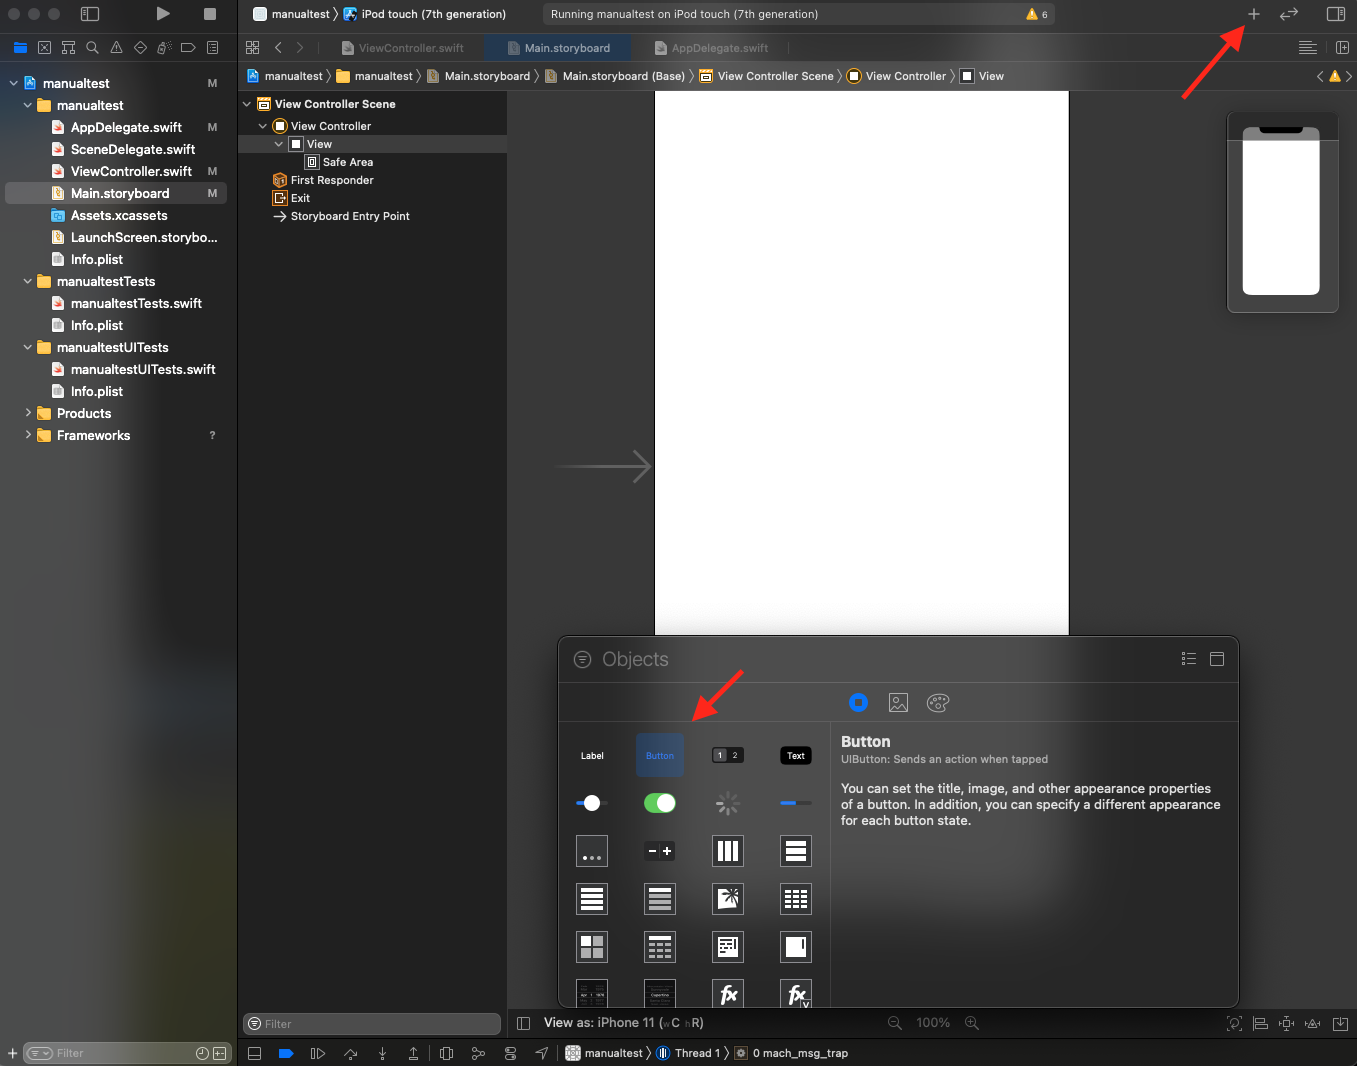 manualtest
iPod touch (7th generation)
Running manualtest on iPod touch (7th generation)
6
ViewController.swift
Main.storyboard
AppDelegate.swift
manualtest
manualtest
Main.storyboard
Main.storyboard (Base)
View Controller Scene
View Controller
View
manualtest M
manualtest
AppDelegate.swift M
SceneDelegate.swift
ViewController.swift M
Main.storyboard M
Assets.xcassets
LaunchScreen.storybo...
Info.plist
manualtestTests
manualtestTests.swift
Info.plist
manualtestUITests
manualtestUITests.swift
Info.plist
Products
Frameworks ?
View Controller Scene
View Controller
View
Safe Area
First Responder
Exit
Storyboard Entry Point
Objects
Label
Button
1 2
Text
Button
UIButton: Sends an action when tapped
You can set the title, image, and other appearance properties
of a button. In addition, you can specify a different appearance
for each button state.
fx
fx
Filter
View as: iPhone 11 (wC hR)
100%
Filter
manualtest
Thread 1
0 mach_msg_trap